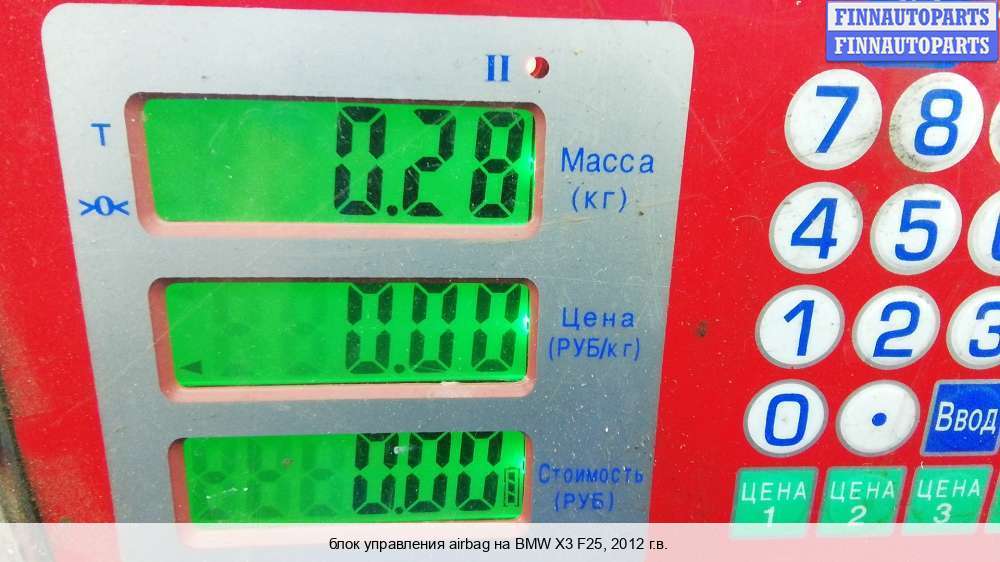 FINNAUTOPARTS
FINNAUTOPARTS
II
T
0.28
Масса
(кг)
>0<
0.00
Цена
(РУБ/кг)
0.00
Стоимость
(РУБ)
7 8
4 5
1 2 3
0 . Ввод
ЦЕНА 1
ЦЕНА 2
ЦЕНА 3
блок управления airbag на BMW X3 F25, 2012 г.в.